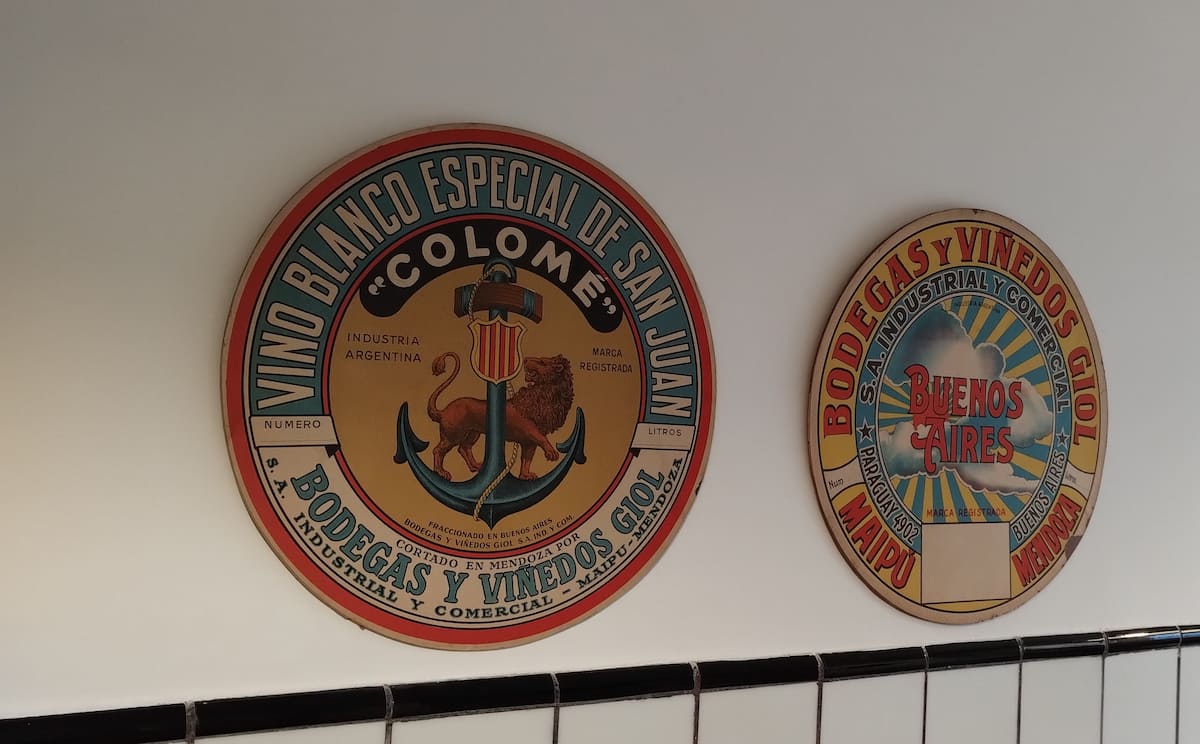 VINO BLANCO ESPECIAL DE SAN JUAN
"COLOMÉ"
INDUSTRIA
ARGENTINA
MARCA
REGISTRADA
NUMERO
LITROS
FRACCIONADO EN BUENOS AIRES
BODEGAS Y VIÑEDOS GIOL S.A. IND. Y COM.
CORTADO EN MENDOZA POR
BODEGAS Y VIÑEDOS GIOL
S. A. INDUSTRIAL Y COMERCIAL - MAIPU-MENDOZA
BODEGAS Y VIÑEDOS GIOL
S.A. INDUSTRIAL Y COMERCIAL
BUENOS
AIRES
Num
PARAGUAY 4902
BUENOS AIRES
MARCA REGISTRADA
MAIPÚ
MENDOZA